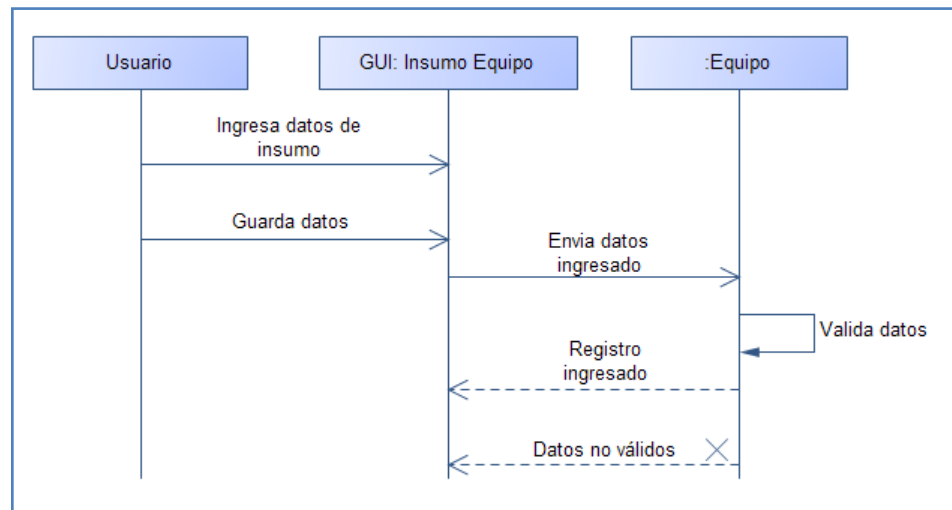 Usuario
GUI: Insumo Equipo
:Equipo
Ingresa datos de
insumo
Guarda datos
Envia datos
ingresado
Valida datos
Registro
ingresado
Datos no válidos